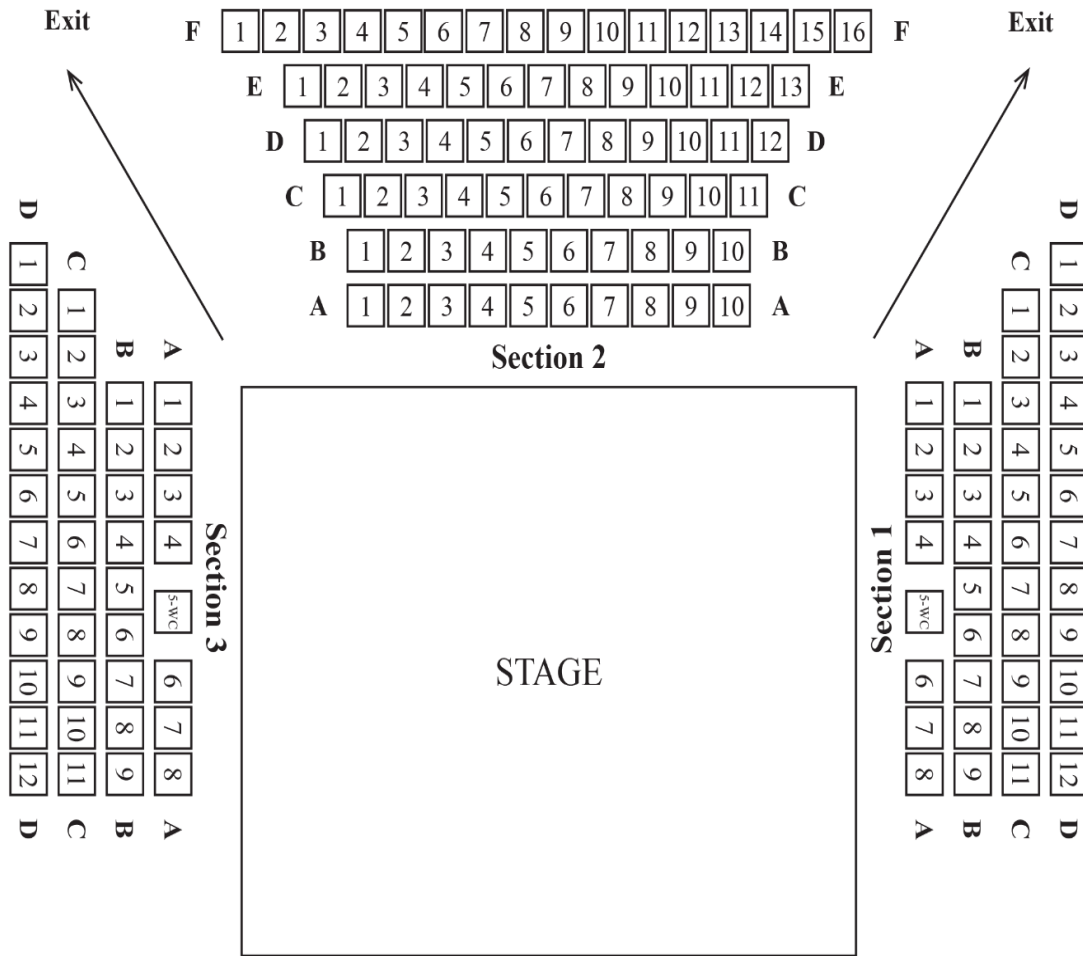 Exit
Exit
F 1 2 3 4 5 6 7 8 9 10 11 12 13 14 15 16 F
E 1 2 3 4 5 6 7 8 9 10 11 12 13 E
D 1 2 3 4 5 6 7 8 9 10 11 12 D
C 1 2 3 4 5 6 7 8 9 10 11 C
B 1 2 3 4 5 6 7 8 9 10 B
A 1 2 3 4 5 6 7 8 9 10 A
Section 2
D 1 2 3 4 5 6 7 8 9 10 11 12 D
C 1 2 3 4 5 6 7 8 9 10 11 C
B 1 2 3 4 5 6 7 8 9 B
A 1 2 3 4 5-WC 6 7 8 A
Section 3
STAGE
Section 1
A 1 2 3 4 5-WC 6 7 8 A
B 1 2 3 4 5 6 7 8 9 B
C 1 2 3 4 5 6 7 8 9 10 11 C
D 1 2 3 4 5 6 7 8 9 10 11 12 D